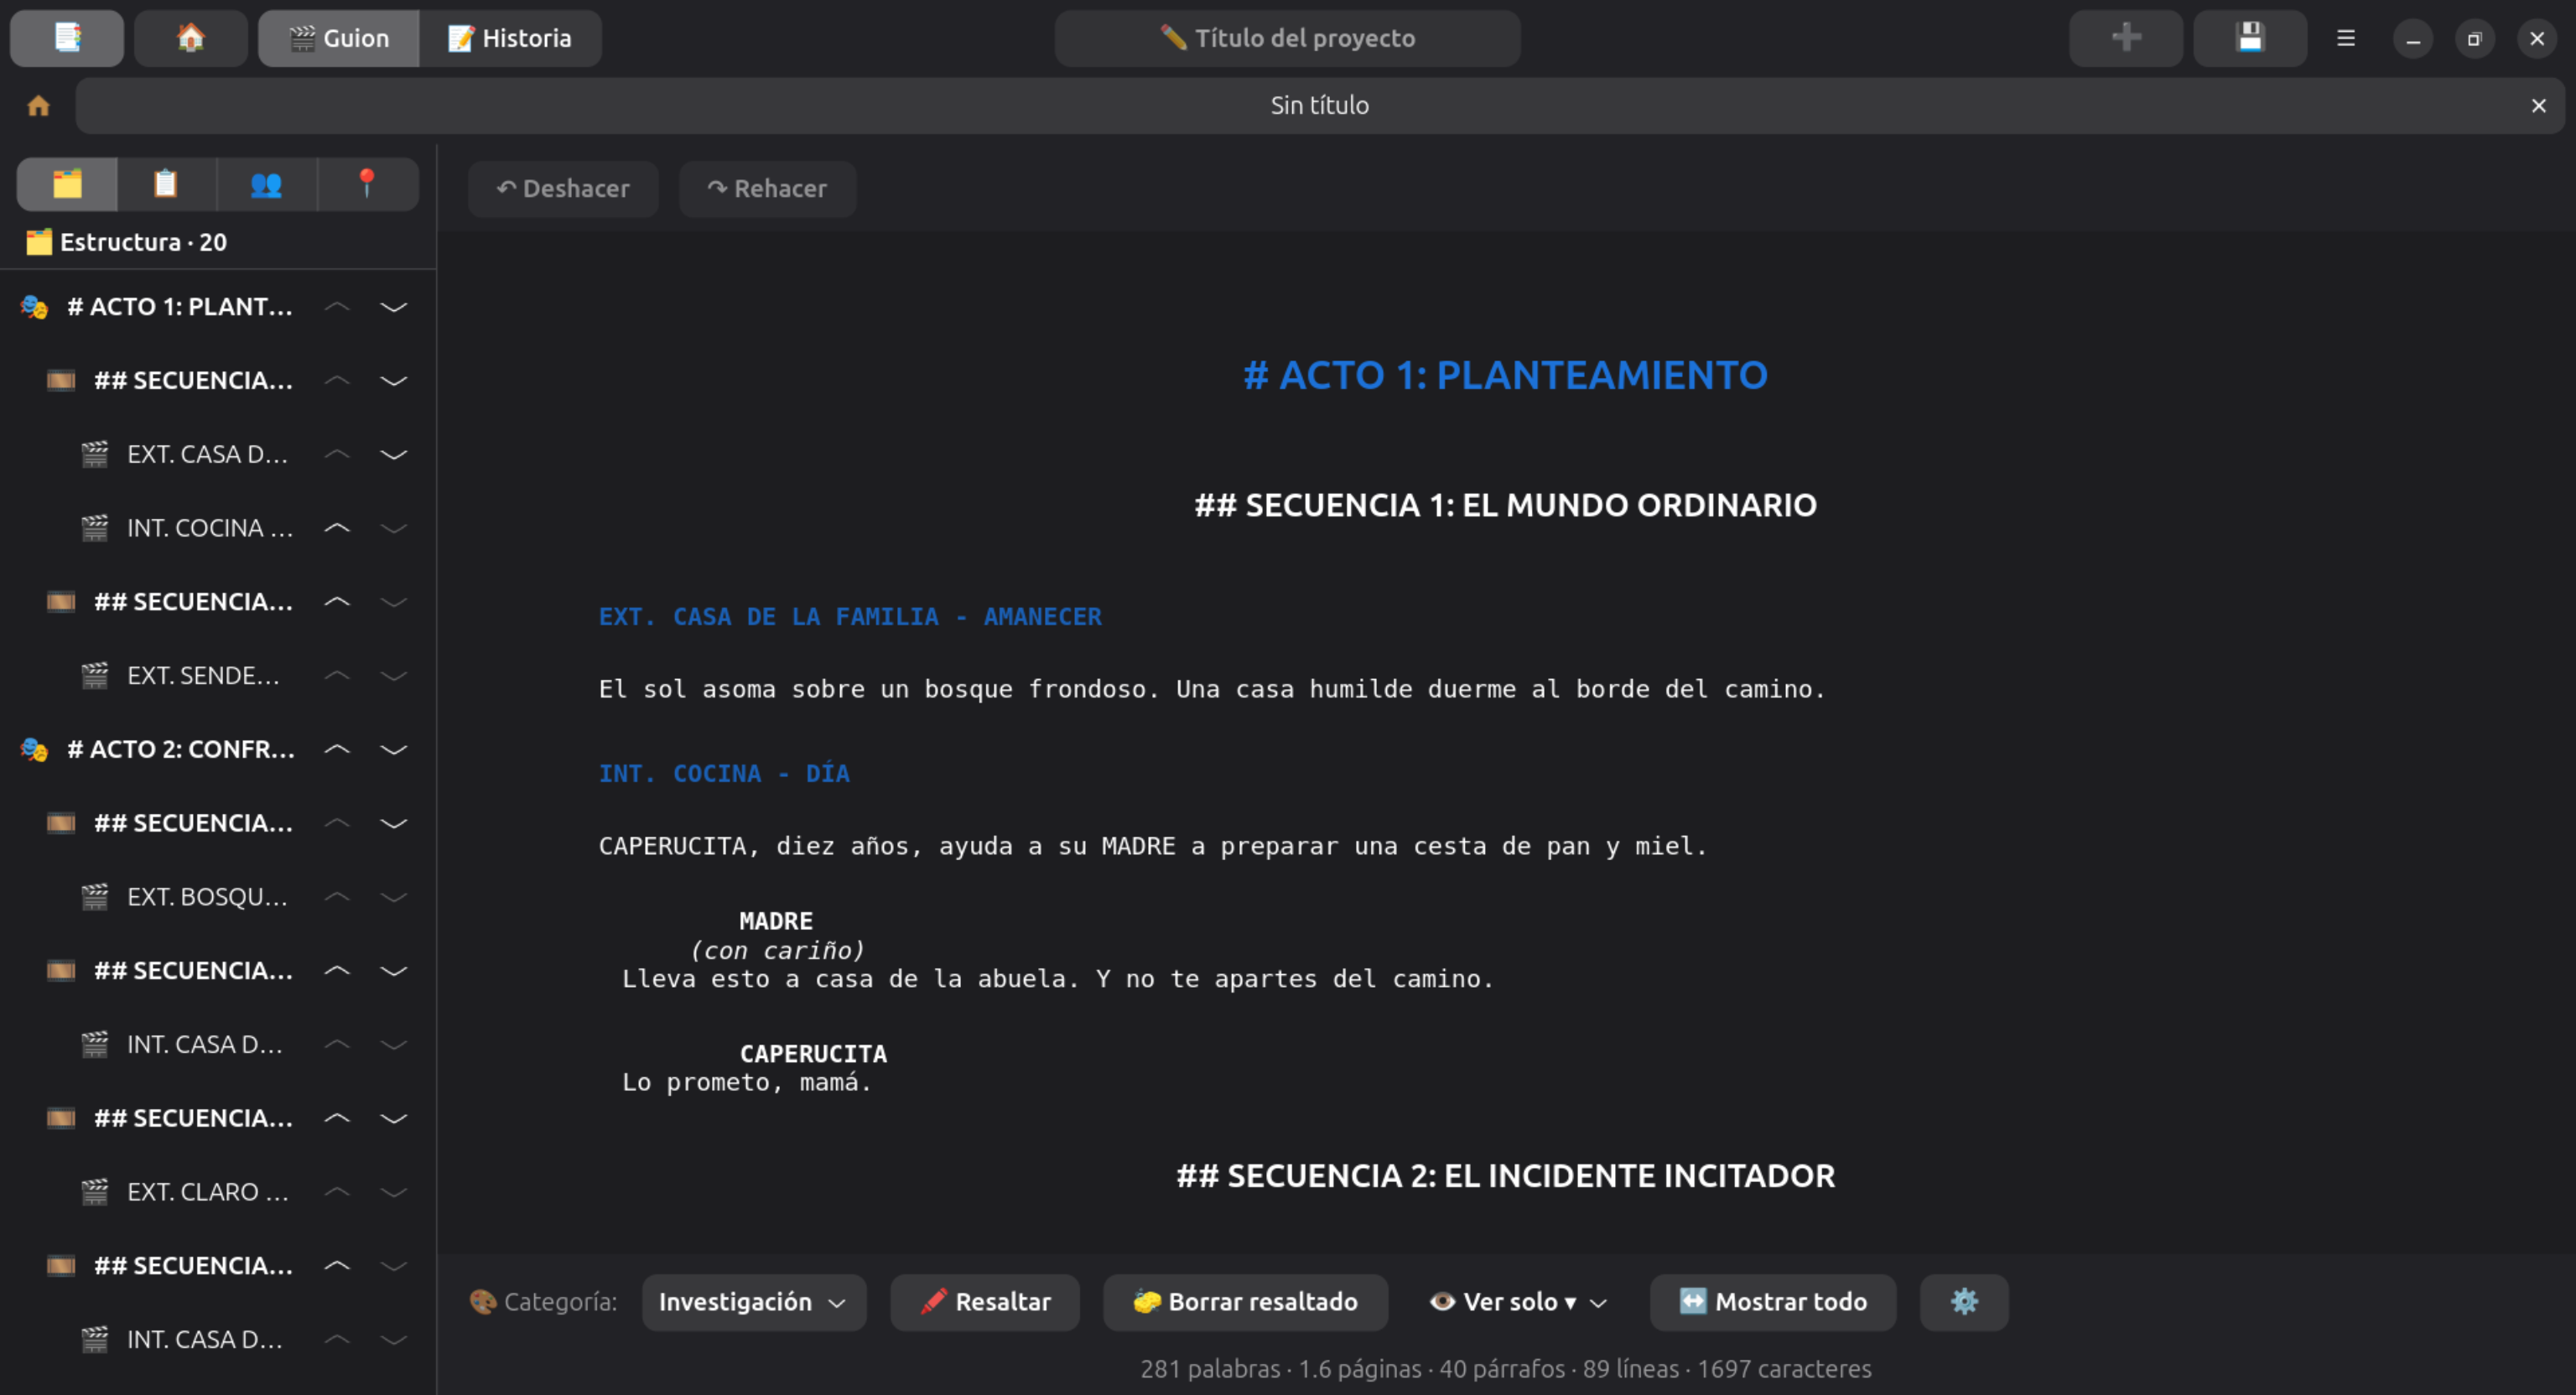 Guion
Historia
Título del proyecto
Sin título
Deshacer
Rehacer
Estructura · 20
# ACTO 1: PLANT...
## SECUENCIA...
EXT. CASA D...
INT. COCINA ...
## SECUENCIA...
EXT. SENDE...
# ACTO 2: CONFR...
## SECUENCIA...
EXT. BOSQU...
## SECUENCIA...
INT. CASA D...
## SECUENCIA...
EXT. CLARO ...
## SECUENCIA...
INT. CASA D...
# ACTO 1: PLANTEAMIENTO
## SECUENCIA 1: EL MUNDO ORDINARIO
EXT. CASA DE LA FAMILIA - AMANECER
El sol asoma sobre un bosque frondoso. Una casa humilde duerme al borde del camino.
INT. COCINA - DÍA
CAPERUCITA, diez años, ayuda a su MADRE a preparar una cesta de pan y miel.
MADRE
(con cariño)
Lleva esto a casa de la abuela. Y no te apartes del camino.
CAPERUCITA
Lo prometo, mamá.
## SECUENCIA 2: EL INCIDENTE INCITADOR
Categoría:
Investigación
Resaltar
Borrar resaltado
Ver solo ▾
Mostrar todo
281 palabras · 1.6 páginas · 40 párrafos · 89 líneas · 1697 caracteres